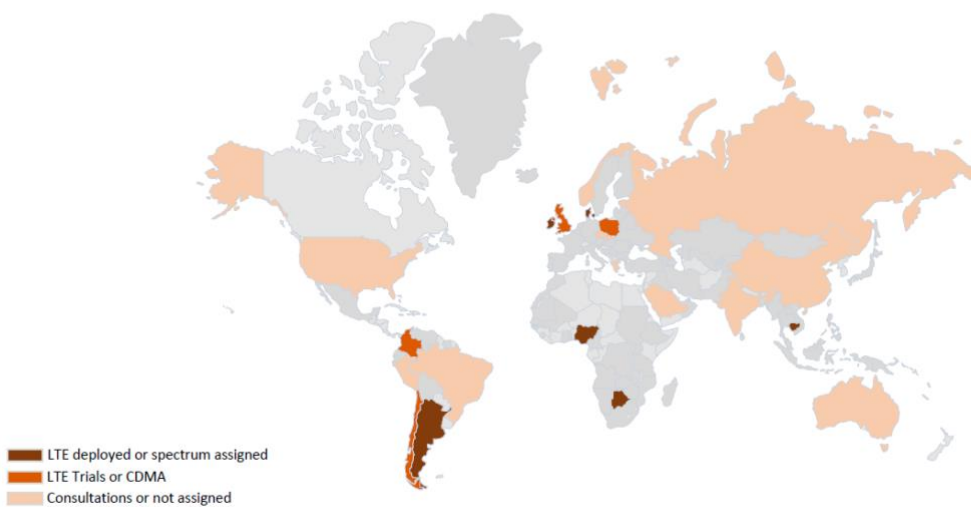 LTE deployed or spectrum assigned
LTE Trials or CDMA
Consultations or not assigned